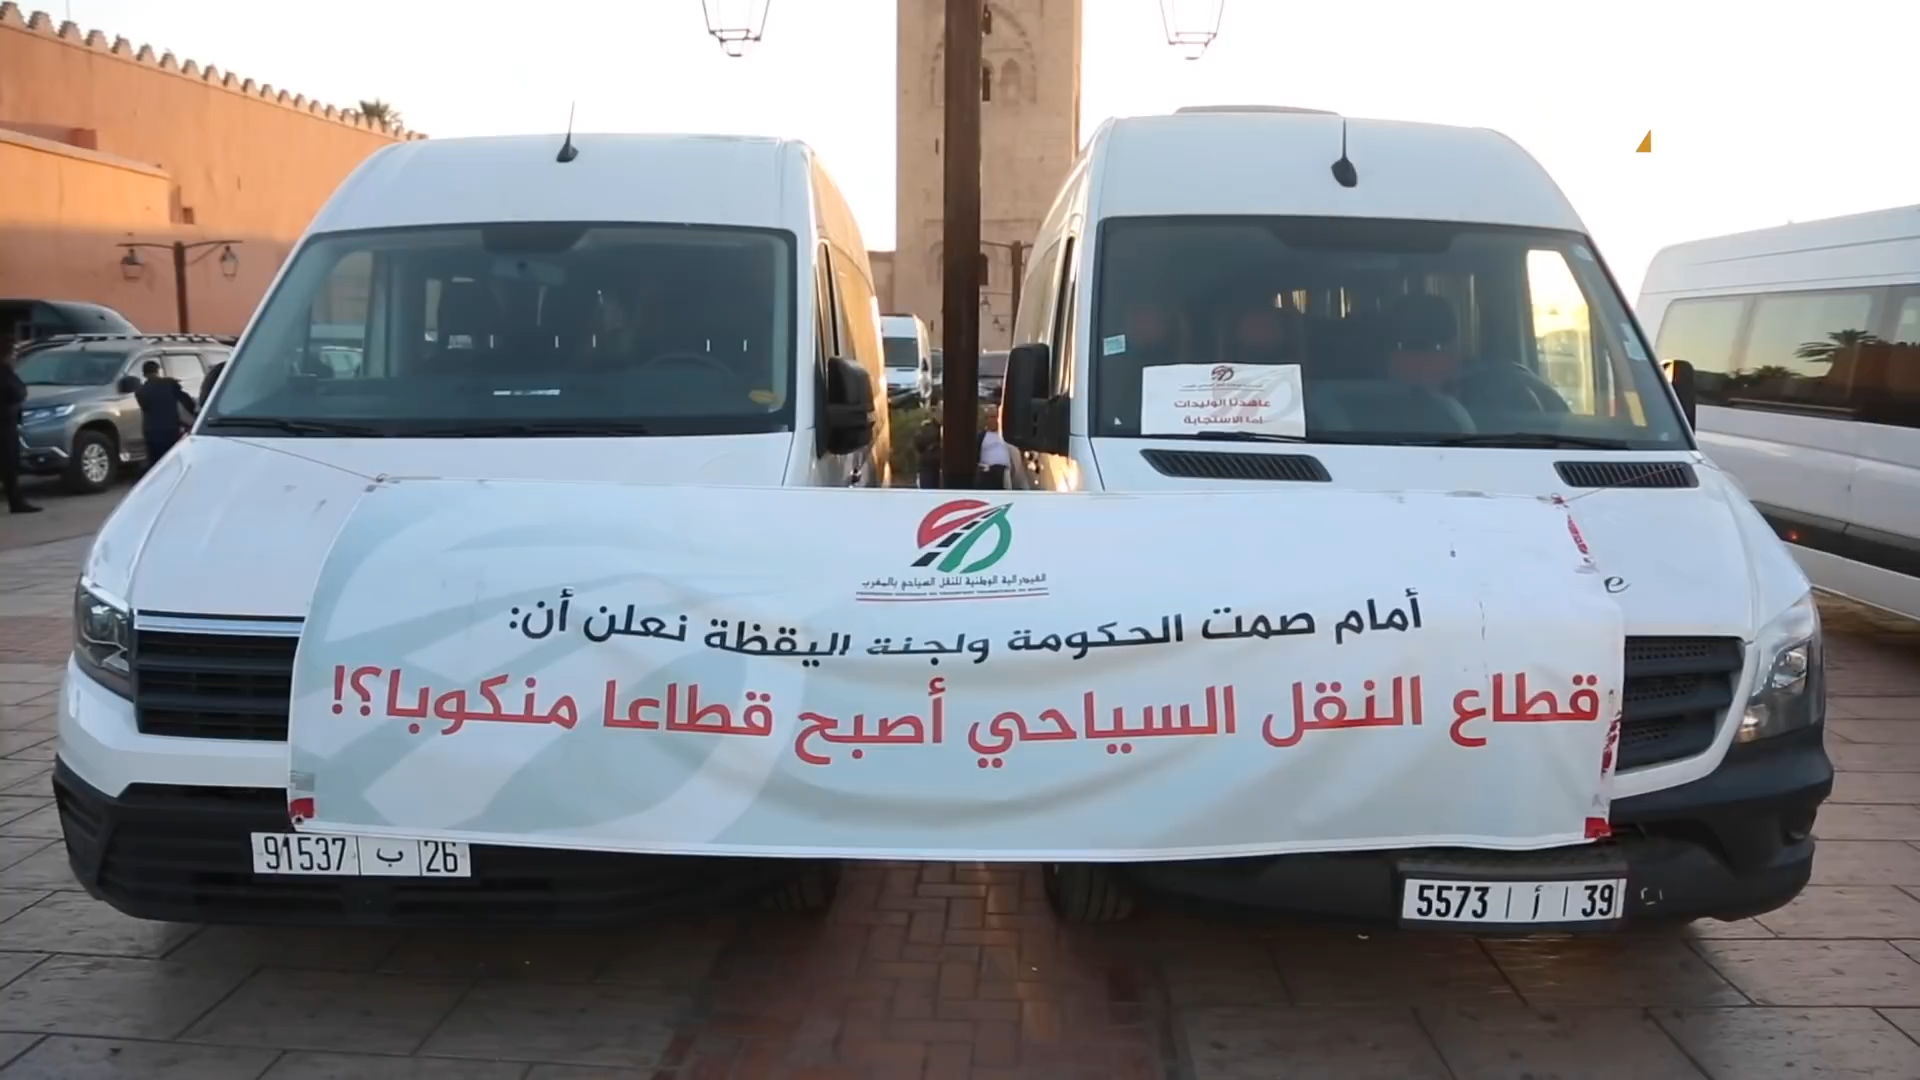 عاهدنا الوليدات
إما الاستجابة
الفيدرالية الوطنية للنقل السياحي بالمغرب
أمام صمت الحكومة ولجنة اليقظة نعلن أن:
قطاع النقل السياحي أصبح قطاعا منكوبا؟!
91537 ب 26
5573 أ 39